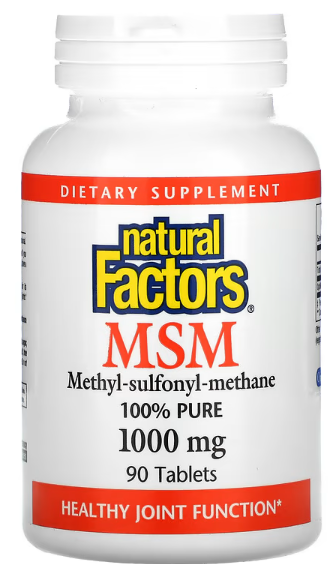 DIETARY SUPPLEMENT
natural
Factors®
MSM
Methyl-sulfonyl-methane
100% PURE
1000 mg
90 Tablets
HEALTHY JOINT FUNCTION*